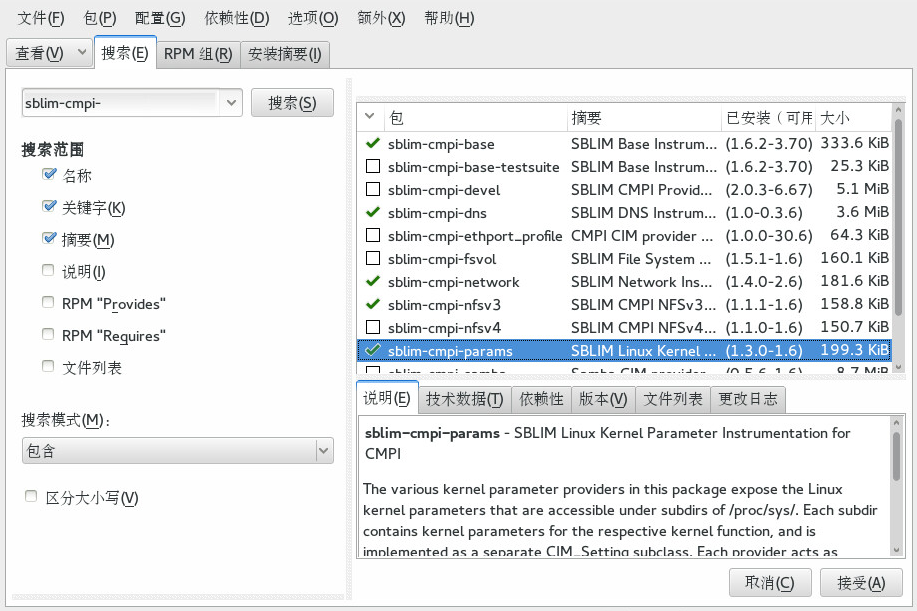 文件(F) 包(P) 配置(G) 依赖性(D) 选项(O) 额外(X) 帮助(H)
查看(V) 搜索(E) RPM 组(R) 安装摘要(I)
sblim-cmpi- 搜索(S)
搜索范围
名称
关键字(K)
摘要(M)
说明(I)
RPM "Provides"
RPM "Requires"
文件列表
搜索模式(M):
包含
区分大小写(V)
包 摘要 已安装（可用 大小
sblim-cmpi-base SBLIM Base Instrum... (1.6.2-3.70) 333.6 KiB
sblim-cmpi-base-testsuite SBLIM Base Instrum... (1.6.2-3.70) 25.3 KiB
sblim-cmpi-devel SBLIM CMPI Provid... (2.0.3-6.67) 5.1 MiB
sblim-cmpi-dns SBLIM DNS Instrum... (1.0-0.3.6) 3.6 MiB
sblim-cmpi-ethport_profile CMPI CIM provider ... (1.0.0-30.6) 64.3 KiB
sblim-cmpi-fsvol SBLIM File System ... (1.5.1-1.6) 160.1 KiB
sblim-cmpi-network SBLIM Network Ins... (1.4.0-2.6) 181.6 KiB
sblim-cmpi-nfsv3 SBLIM CMPI NFSv3... (1.1.1-1.6) 158.8 KiB
sblim-cmpi-nfsv4 SBLIM CMPI NFSv4... (1.1.0-1.6) 150.7 KiB
sblim-cmpi-params SBLIM Linux Kernel ... (1.3.0-1.6) 199.3 KiB
sblim-cmpi-samba Samba CIM provider (0.5.6-1.6) 8.7 MiB
说明(E) 技术数据(T) 依赖性 版本(V) 文件列表 更改日志
sblim-cmpi-params - SBLIM Linux Kernel Parameter Instrumentation for
CMPI
The various kernel parameter providers in this package expose the Linux
kernel parameters that are accessible under subdirs of /proc/sys/. Each subdir
contains kernel parameters for the respective kernel function, and is
implemented as a separate CIM_Setting subclass. Each provider acts as
取消(C) 接受(A)